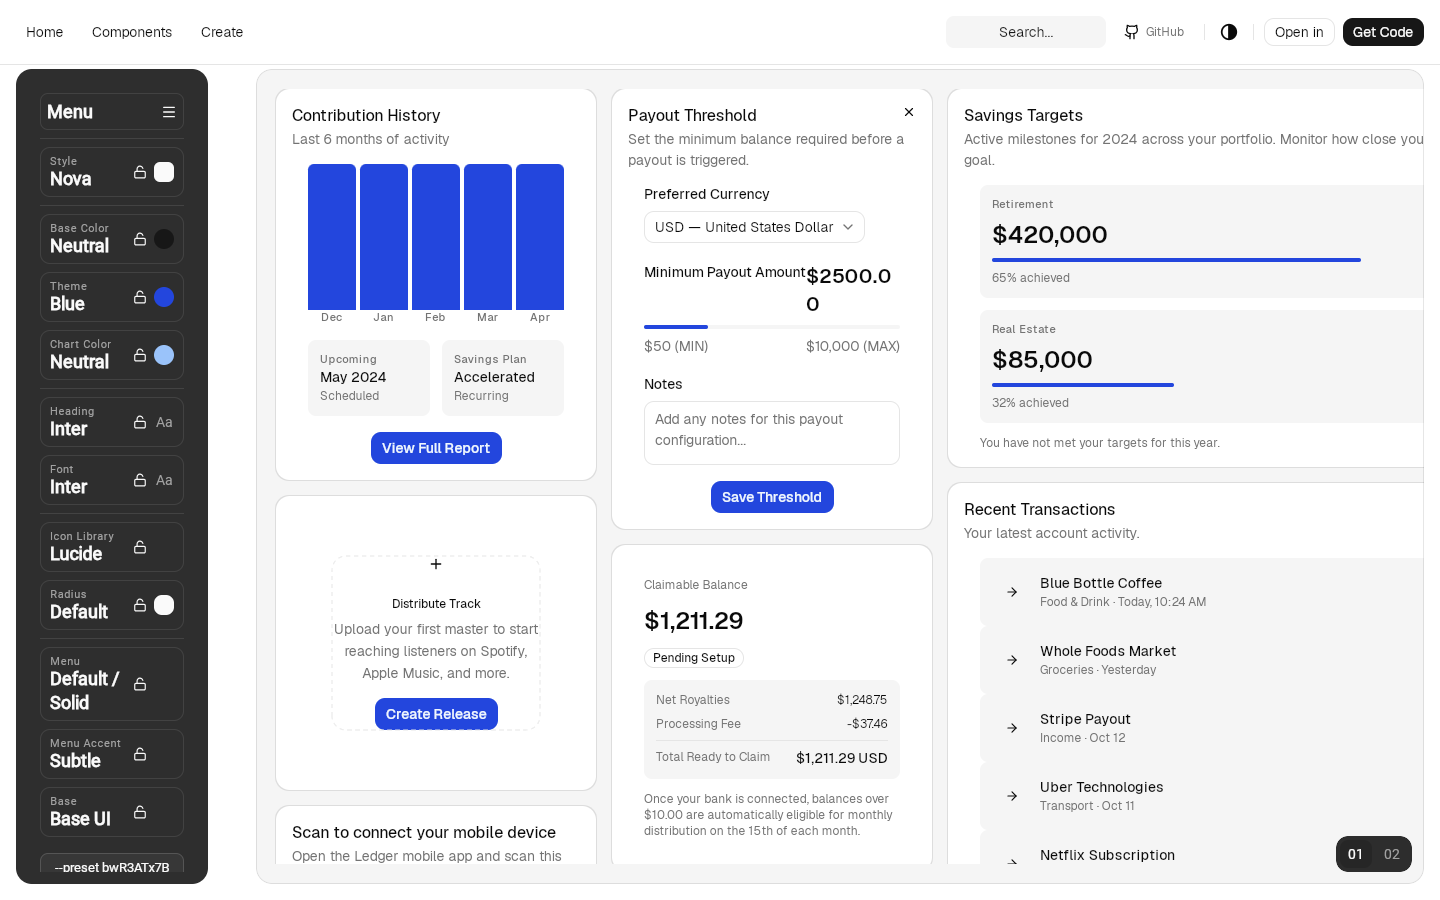 Home
Components
Create
Search...
GitHub
Open in
Get Code
Menu
Style
Nova
Base Color
Neutral
Theme
Blue
Chart Color
Neutral
Heading
Inter
Aa
Font
Inter
Aa
Icon Library
Lucide
Radius
Default
Menu
Default /
Solid
Menu Accent
Subtle
Base
Base UI
--preset bwR3ATx7B
Contribution History
Last 6 months of activity
Dec
Jan
Feb
Mar
Apr
Upcoming
May 2024
Scheduled
Savings Plan
Accelerated
Recurring
View Full Report
Distribute Track
Upload your first master to start
reaching listeners on Spotify,
Apple Music, and more.
Create Release
Scan to connect your mobile device
Open the Ledger mobile app and scan this
Payout Threshold
Set the minimum balance required before a
payout is triggered.
Preferred Currency
USD — United States Dollar
Minimum Payout Amount
$2500.0
0
$50 (MIN)
$10,000 (MAX)
Notes
Add any notes for this payout
configuration...
Save Threshold
Claimable Balance
$1,211.29
Pending Setup
Net Royalties
$1,248.75
Processing Fee
-$37.46
Total Ready to Claim
$1,211.29 USD
Once your bank is connected, balances over
$10.00 are automatically eligible for monthly
distribution on the 15th of each month.
Savings Targets
Active milestones for 2024 across your portfolio. Monitor how close you
goal.
Retirement
$420,000
65% achieved
Real Estate
$85,000
32% achieved
You have not met your targets for this year.
Recent Transactions
Your latest account activity.
Blue Bottle Coffee
Food & Drink · Today, 10:24 AM
Whole Foods Market
Groceries · Yesterday
Stripe Payout
Income · Oct 12
Uber Technologies
Transport · Oct 11
Netflix Subscription
01
02